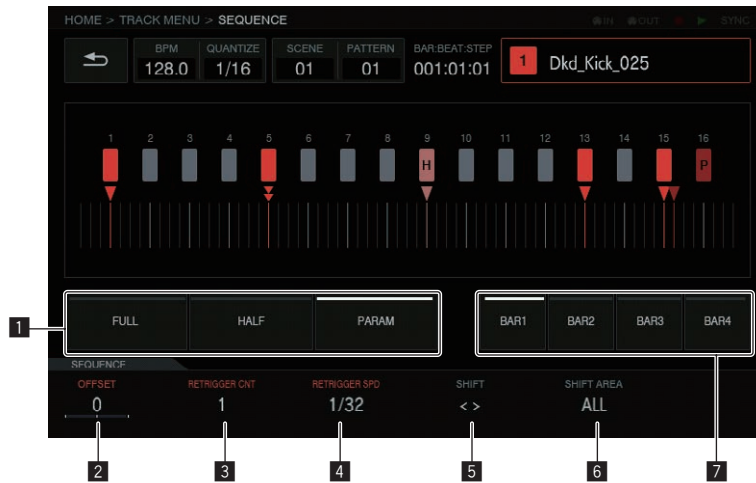 HOME > TRACK MENU > SEQUENCE
IN OUT SYNC
BPM QUANTIZE SCENE PATTERN BAR:BEAT:STEP
128.0 1/16 01 01 001:01:01 1 Dkd_Kick_025
1 2 3 4 5 6 7 8 9 10 11 12 13 14 15 16
H P
1 FULL HALF PARAM BAR1 BAR2 BAR3 BAR4
SEQUENCE
OFFSET RETRIGGER CNT RETRIGGER SPD SHIFT SHIFT AREA
0 1 1/32 < > ALL
2 3 4 5 6 7